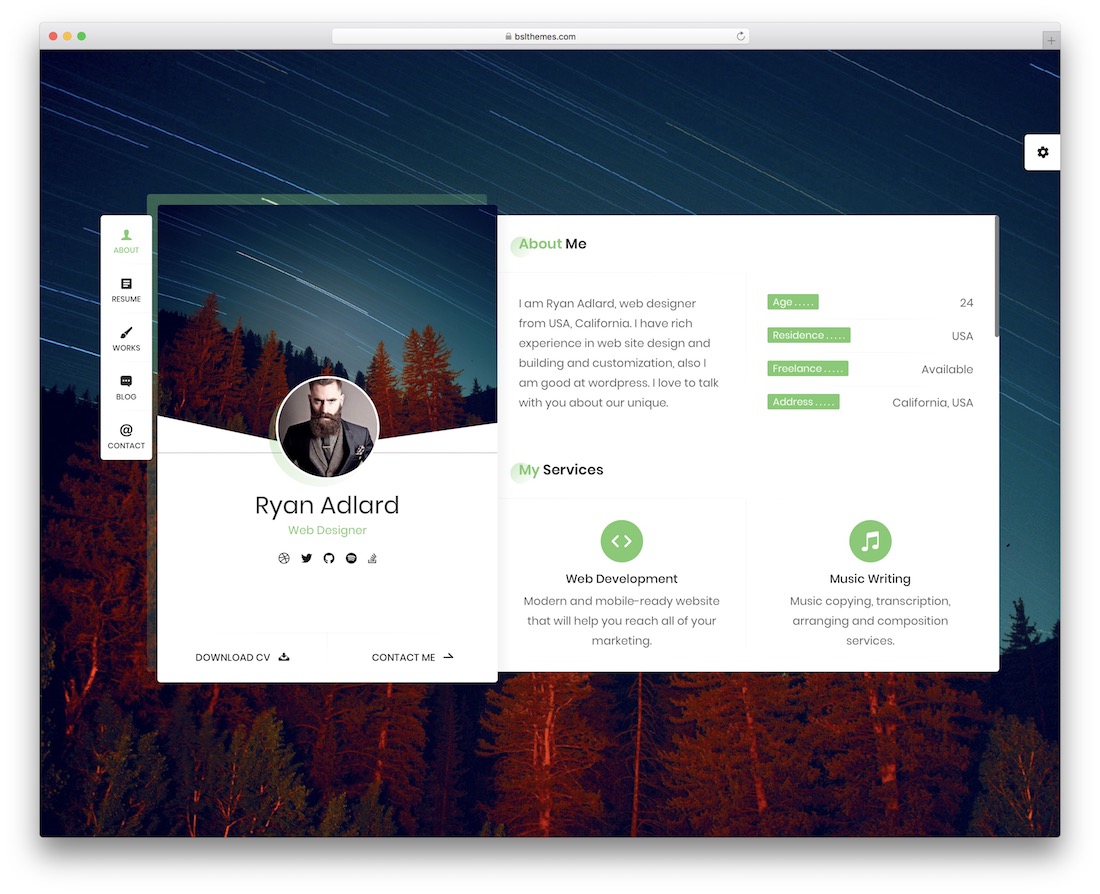 bslthemes.com
ABOUT
RESUME
WORKS
BLOG
@
CONTACT
Ryan Adlard
Web Designer
DOWNLOAD CV
CONTACT ME
About Me
I am Ryan Adlard, web designer
from USA, California. I have rich
experience in web site design and
building and customization, also I
am good at wordpress. I love to talk
with you about our unique.
Age . . . . . 24
Residence . . . . . USA
Freelance . . . . . Available
Address . . . . . California, USA
My Services
Web Development
Modern and mobile-ready website
that will help you reach all of your
marketing.
Music Writing
Music copying, transcription,
arranging and composition
services.